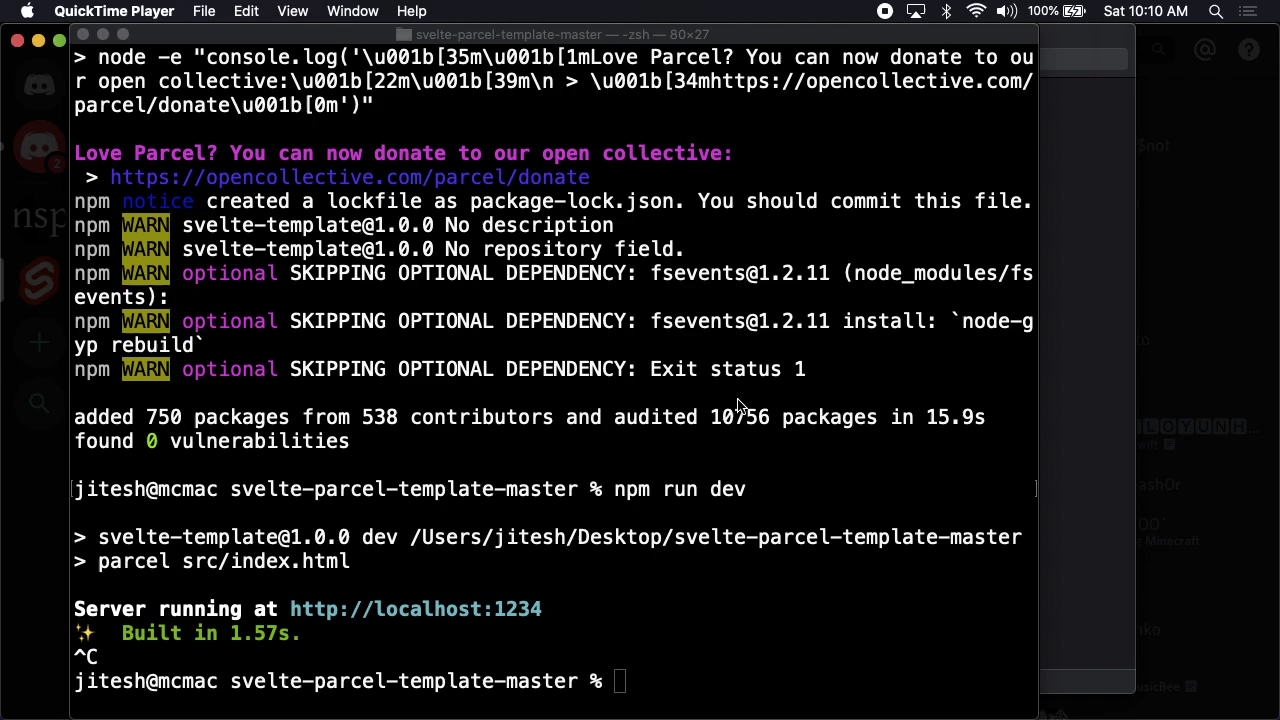 QuickTime Player File Edit View Window Help 100% Sat 10:10 AM
svelte-parcel-template-master — -zsh — 80×27
> node -e "console.log('\u001b[35m\u001b[1mLove Parcel? You can now donate to ou
r open collective:\u001b[22m\u001b[39m\n > \u001b[34mhttps://opencollective.com/
parcel/donate\u001b[0m')"
Love Parcel? You can now donate to our open collective:
> https://opencollective.com/parcel/donate
npm notice created a lockfile as package-lock.json. You should commit this file.
npm WARN svelte-template@1.0.0 No description
npm WARN svelte-template@1.0.0 No repository field.
npm WARN optional SKIPPING OPTIONAL DEPENDENCY: fsevents@1.2.11 (node_modules/fs
events):
npm WARN optional SKIPPING OPTIONAL DEPENDENCY: fsevents@1.2.11 install: `node-g
yp rebuild`
npm WARN optional SKIPPING OPTIONAL DEPENDENCY: Exit status 1
added 750 packages from 538 contributors and audited 10756 packages in 15.9s
found 0 vulnerabilities
jitesh@mcmac svelte-parcel-template-master % npm run dev
> svelte-template@1.0.0 dev /Users/jitesh/Desktop/svelte-parcel-template-master
> parcel src/index.html
Server running at http://localhost:1234
✨ Built in 1.57s.
^C
jitesh@mcmac svelte-parcel-template-master %
2
nsp
Minecraft